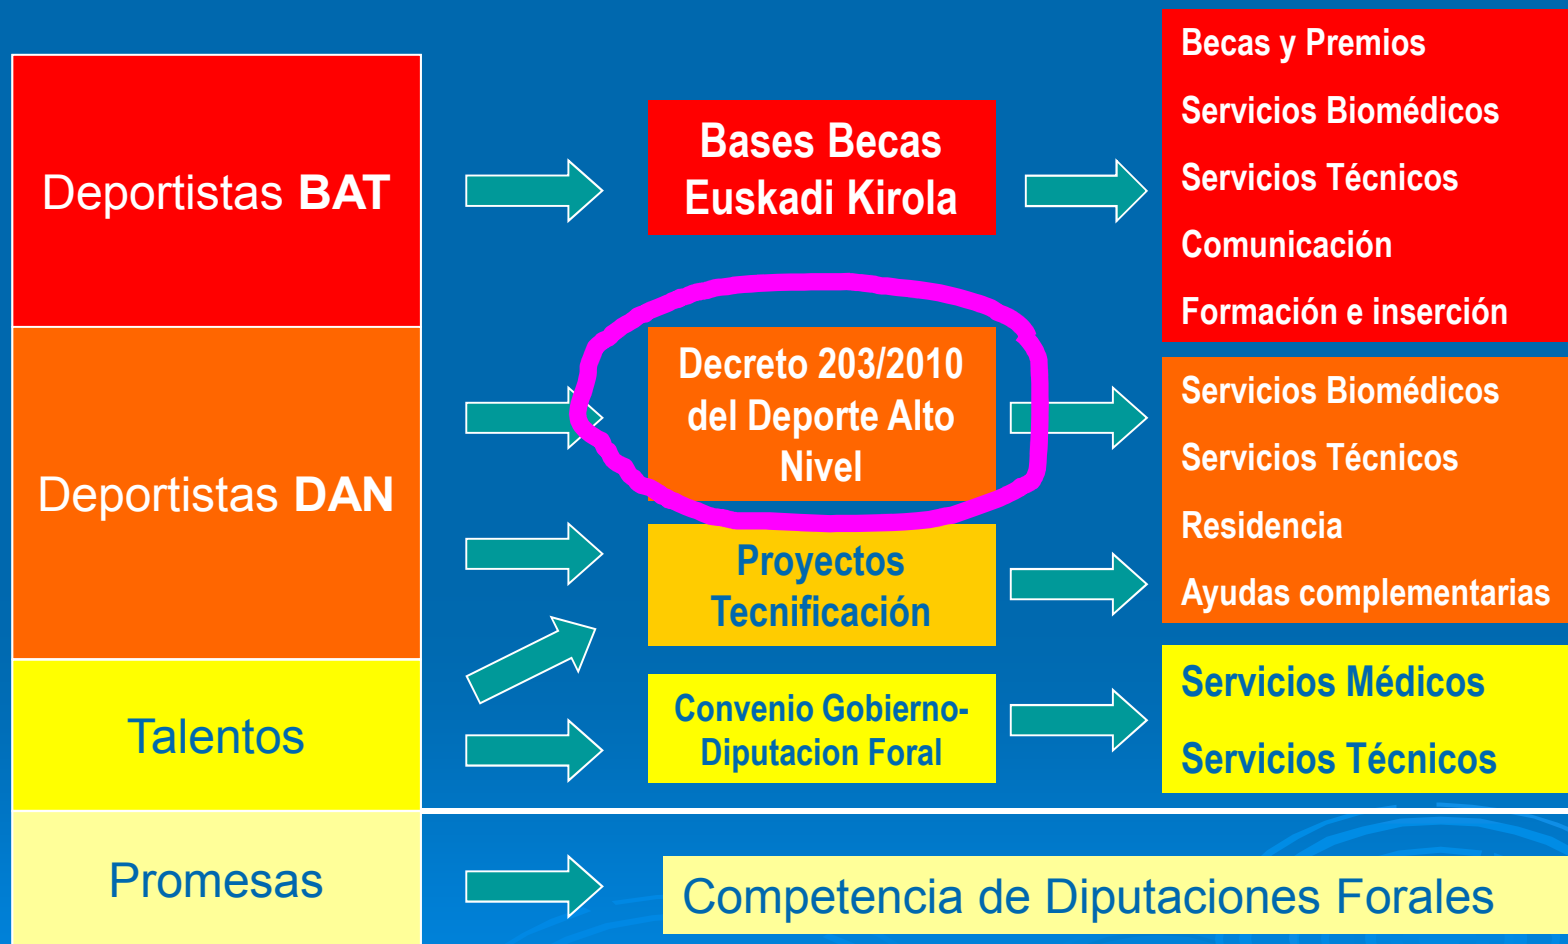 Deportistas BAT
Bases Becas
Euskadi Kirola
Becas y Premios
Servicios Biomédicos
Servicios Técnicos
Comunicación
Formación e inserción
Deportistas DAN
Decreto 203/2010
del Deporte Alto
Nivel
Proyectos
Tecnificación
Servicios Biomédicos
Servicios Técnicos
Residencia
Ayudas complementarias
Talentos
Convenio Gobierno-
Diputacion Foral
Servicios Médicos
Servicios Técnicos
Promesas
Competencia de Diputaciones Forales